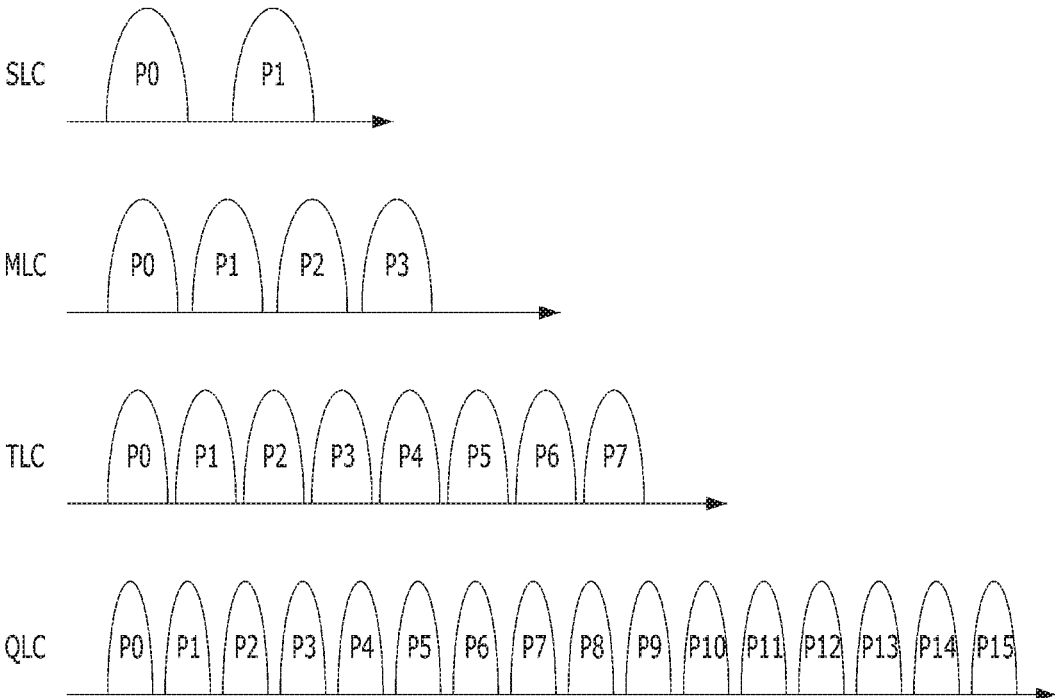 SLC P0 P1
MLC P0 P1 P2 P3
TLC P0 P1 P2 P3 P4 P5 P6 P7
QLC P0 P1 P2 P3 P4 P5 P6 P7 P8 P9 P10 P11 P12 P13 P14 P15